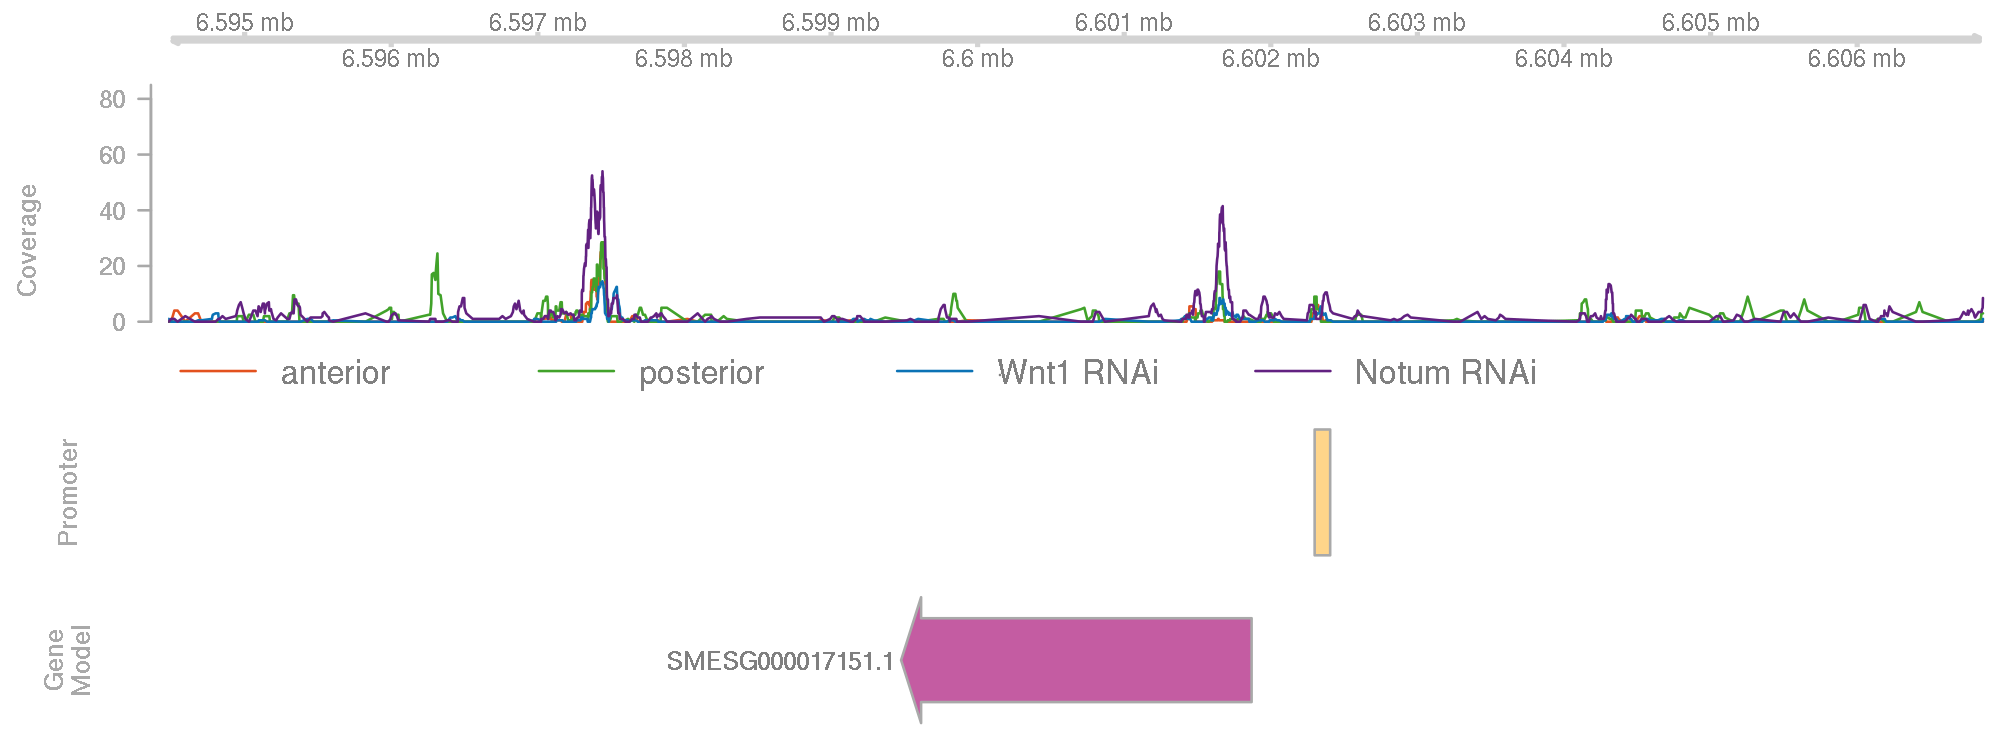 6.595 mb 6.597 mb 6.599 mb 6.601 mb 6.603 mb 6.605 mb
6.596 mb 6.598 mb 6.6 mb 6.602 mb 6.604 mb 6.606 mb
80
60
40
20
0
Coverage
anterior posterior Wnt1 RNAi Notum RNAi
Promoter
Gene
Model
SMESG000017151.1